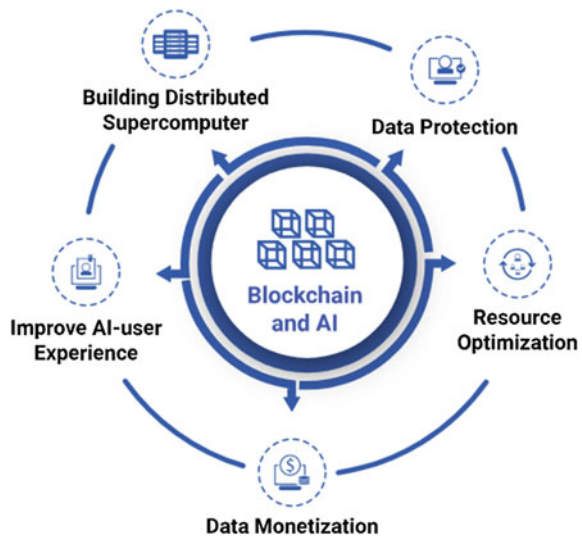 Building Distributed
Supercomputer
Data Protection
Blockchain
and AI
Improve AI-user
Experience
Resource
Optimization
$
Data Monetization